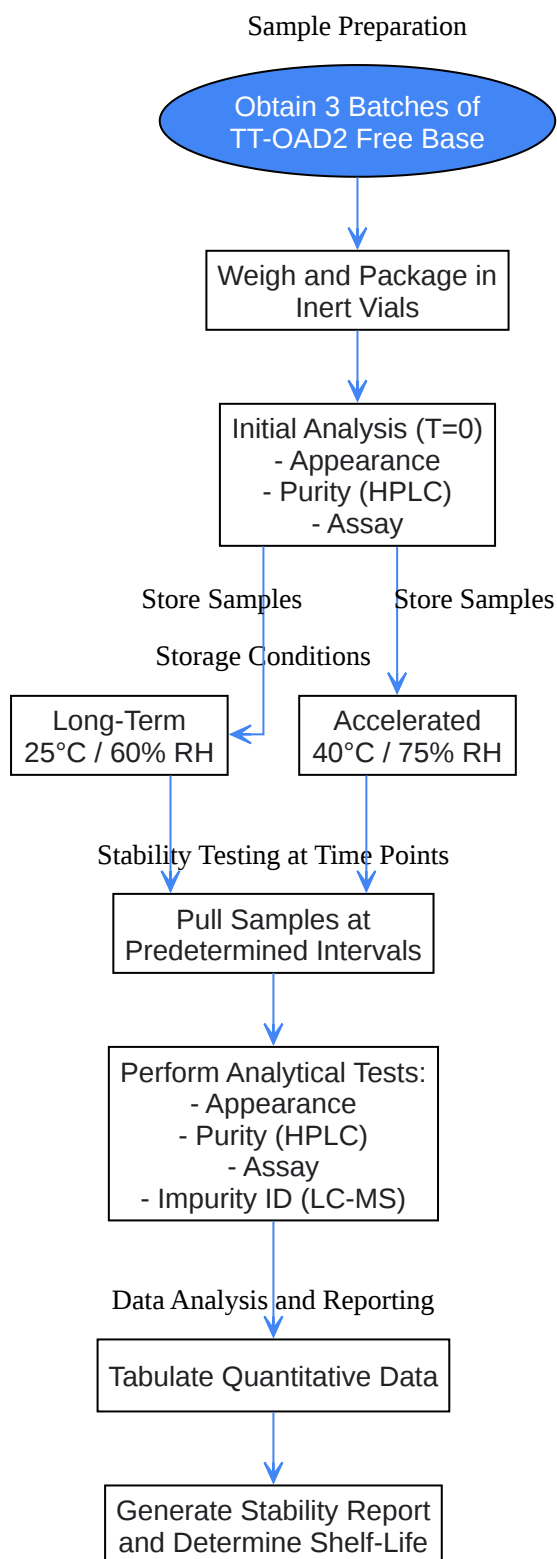 Sample Preparation
Obtain 3 Batches of
TT-OAD2 Free Base
Weigh and Package in
Inert Vials
Initial Analysis (T=0)
- Appearance
- Purity (HPLC)
- Assay
Store Samples
Store Samples
Storage Conditions
Long-Term
25°C / 60% RH
Accelerated
40°C / 75% RH
Stability Testing at Time Points
Pull Samples at
Predetermined Intervals
Perform Analytical Tests:
- Appearance
- Purity (HPLC)
- Assay
- Impurity ID (LC-MS)
Data Analysis and Reporting
Tabulate Quantitative Data
Generate Stability Report
and Determine Shelf-Life